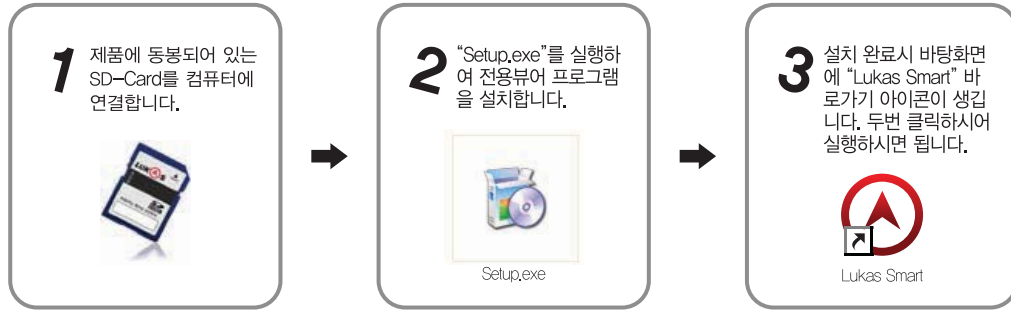 1 제품에 동봉되어 있는
SD-Card를 컴퓨터에
연결합니다.
LUKAS
2 "Setup.exe"를 실행하
여 전용뷰어 프로그램
을 설치합니다.
Setup.exe
3 설치 완료시 바탕화면
에 "Lukas Smart" 바
로가기 아이콘이 생깁
니다. 두번 클릭하시어
실행하시면 됩니다.
Lukas Smart